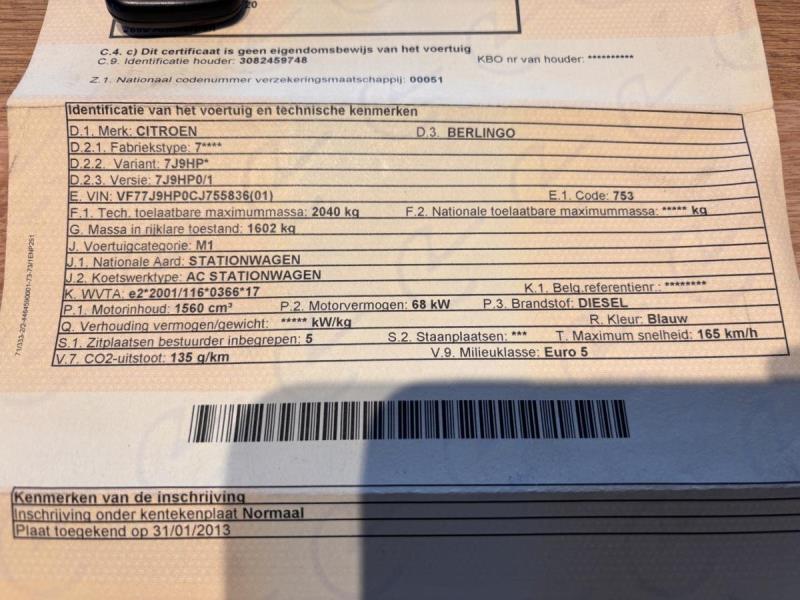 20
C.4. c) Dit certificaat is geen eigendomsbewijs van het voertuig
C.9. Identificatie houder: 3082459748 KBO nr van houder: **********
Z.1. Nationaal codenummer verzekeringsmaatschappij: 00051
Identificatie van het voertuig en technische kenmerken
D.1. Merk: CITROEN D.3. BERLINGO
D.2.1. Fabriekstype: 7****
D.2.2. Variant: 7J9HP*
D.2.3. Versie: 7J9HP0/1
E. VIN: VF77J9HP0CJ755836(01) E.1. Code: 753
F.1. Tech. toelaatbare maximummassa: 2040 kg F.2. Nationale toelaatbare maximummassa: ***** kg
G. Massa in rijklare toestand: 1602 kg
J. Voertuigcategorie: M1
J.1. Nationale Aard: STATIONWAGEN
J.2. Koetswerktype: AC STATIONWAGEN
K. WVTA: e2*2001/116*0366*17 K.1. Belg.referentienr.: ********
P.1. Motorinhoud: 1560 cm³ P.2. Motorvermogen: 68 kW P.3. Brandstof: DIESEL
Q. Verhouding vermogen/gewicht: ***** kW/kg R. Kleur: Blauw
S.1. Zitplaatsen bestuurder inbegrepen: 5 S.2. Staanplaatsen: *** T. Maximum snelheid: 165 km/h
V.7. CO2-uitstoot: 135 g/km V.9. Milieuklasse: Euro 5
Kenmerken van de inschrijving
Inschrijving onder kentekenplaat Normaal
Plaat toegekend op 31/01/2013